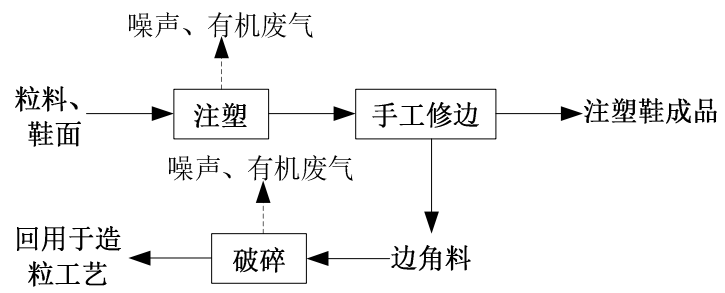 噪声、有机废气
粒料、
鞋面
注塑
手工修边
注塑鞋成品
噪声、有机废气
回用于造
粒工艺
破碎
边角料